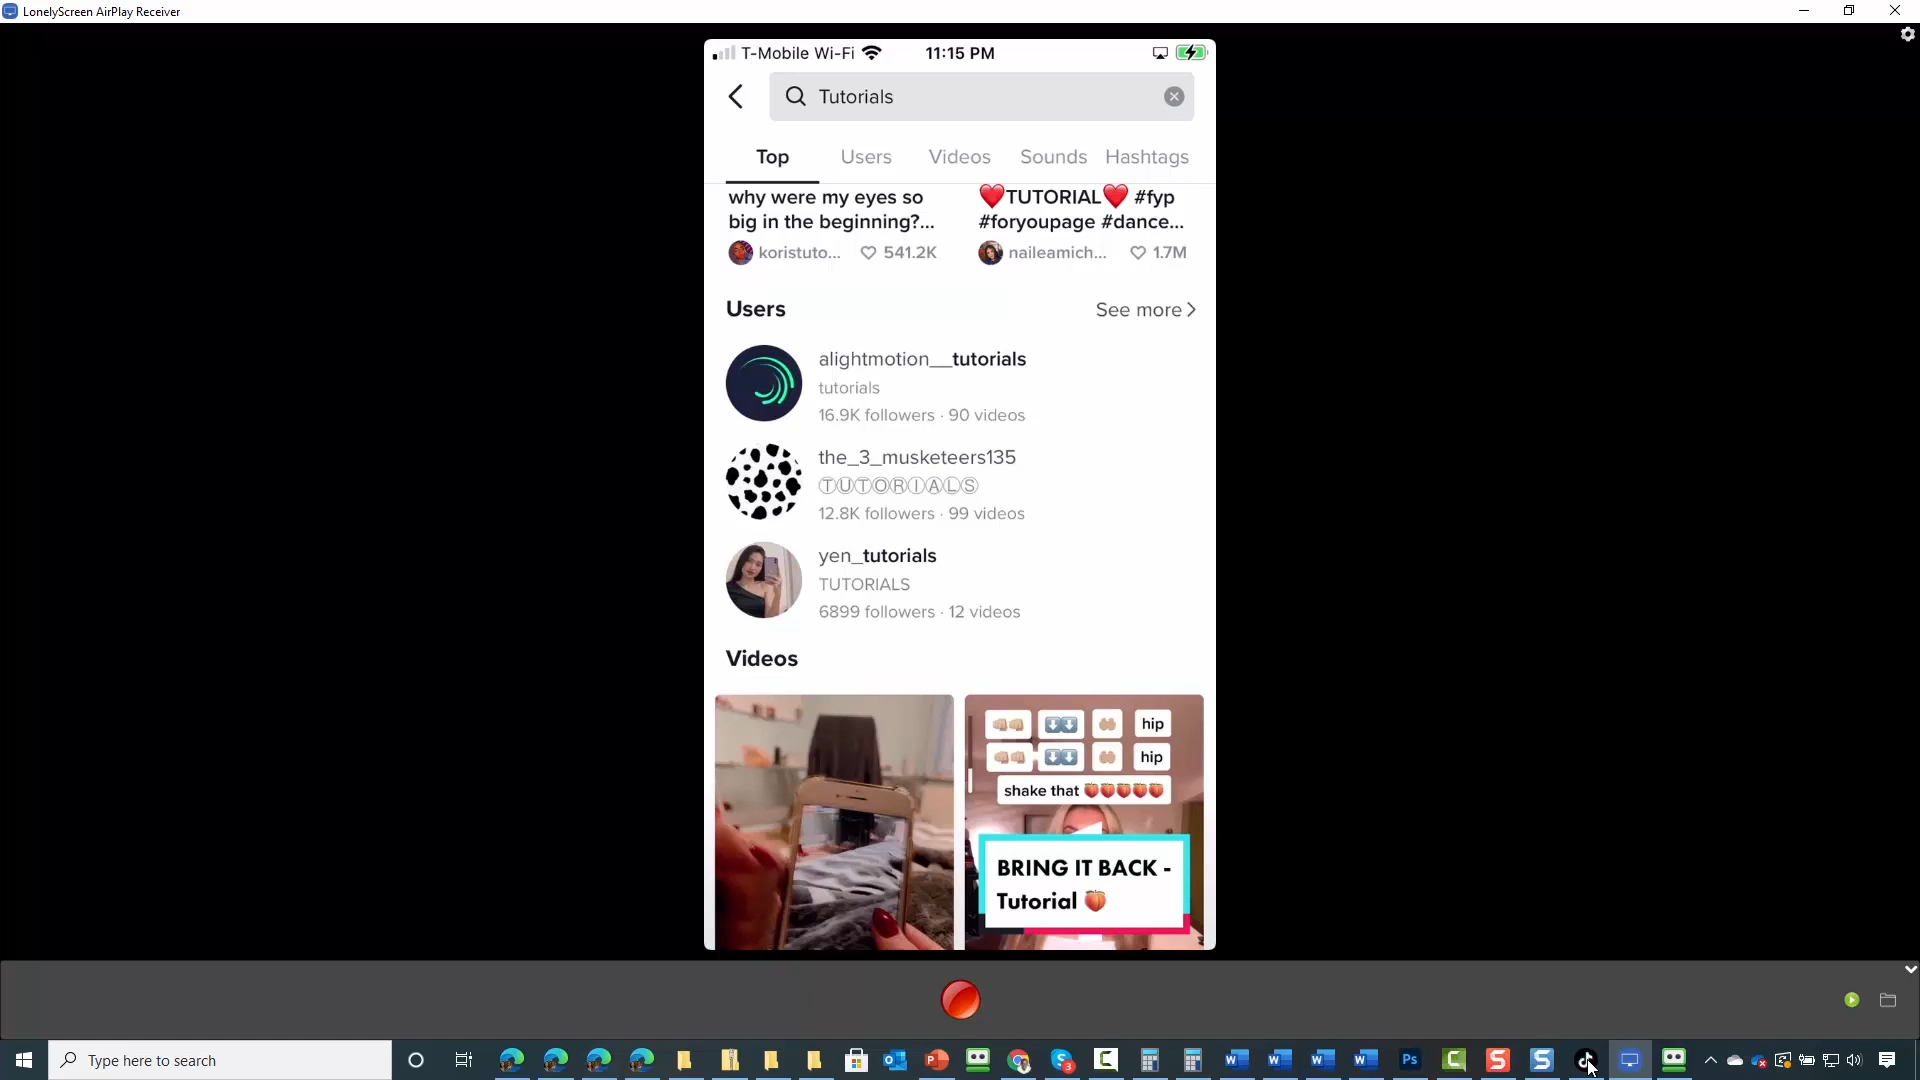 LonelyScreen AirPlay Receiver
T-Mobile Wi-Fi 11:15 PM
Tutorials
Top Users Videos Sounds Hashtags
why were my eyes so
big in the beginning?...
koristuto... 541.2K
❤️TUTORIAL❤️ #fyp
#foryoupage #dance...
naileamich... 1.7M
Users See more
alightmotion__tutorials
tutorials
16.9K followers · 90 videos
the_3_musketeers135
ⓉⓊⓉⓄⓇⒾⒶⓁⓈ
12.8K followers · 99 videos
yen_tutorials
TUTORIALS
6899 followers · 12 videos
Videos
👊🏼👊🏼 ⬇️⬇️ 👐🏼 hip
👊🏼👊🏼 ⬇️⬇️ 👐🏼 hip
shake that 🍑🍑🍑🍑🍑
BRING IT BACK -
Tutorial 🍑
Type here to search